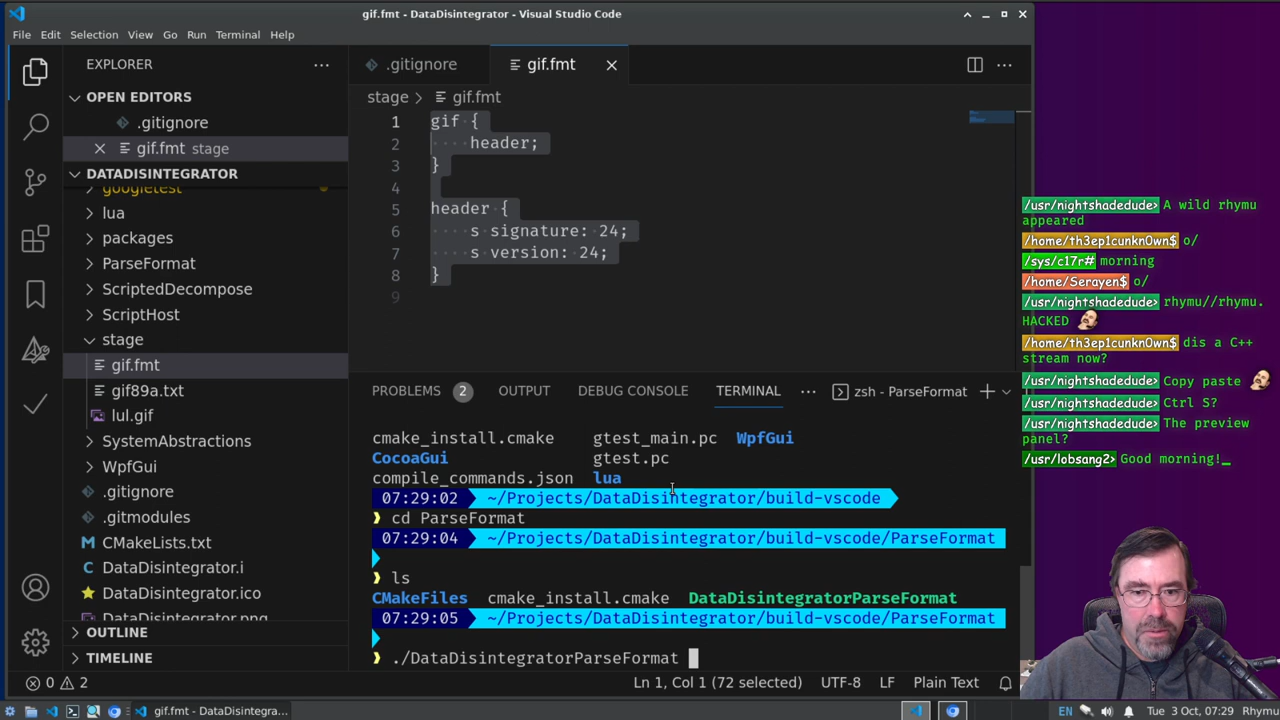 gif.fmt - DataDisintegrator - Visual Studio Code
File Edit Selection View Go Run Terminal Help
EXPLORER
OPEN EDITORS
.gitignore
gif.fmt stage
DATADISINTEGRATOR
googletest
lua
packages
ParseFormat
ScriptedDecompose
ScriptHost
stage
gif.fmt
gif89a.txt
lul.gif
SystemAbstractions
WpfGui
.gitignore
.gitmodules
CMakeLists.txt
DataDisintegrator.i
DataDisintegrator.ico
DataDisintegrator.png
OUTLINE
TIMELINE
.gitignore gif.fmt
stage > gif.fmt
1 gif {
2 ····header;
3 }
4
5 header·{
6 ····s signature: 24;
7 ····s version: 24;
8 }
9
PROBLEMS 2 OUTPUT DEBUG CONSOLE TERMINAL ··· zsh - ParseFormat
cmake_install.cmake gtest_main.pc WpfGui
CocoaGui gtest.pc
compile_commands.json lua
07:29:02 ~/Projects/DataDisintegrator/build-vscode
❱ cd ParseFormat
07:29:04 ~/Projects/DataDisintegrator/build-vscode/ParseFormat
❱ ls
CMakeFiles cmake_install.cmake DataDisintegratorParseFormat
07:29:05 ~/Projects/DataDisintegrator/build-vscode/ParseFormat
❱ ./DataDisintegratorParseFormat
0 2 Ln 1, Col 1 (72 selected) UTF-8 LF Plain Text
/usr/nightshadedude> A wild rhymu
appeared
/home/th3ep1cunkn0wn$ o/
/sys/c17r# morning
/home/Serayen$ o/
/usr/nightshadedude> rhymu//rhymu.
HACKED
/home/th3ep1cunkn0wn$ dis a C++
stream now?
/usr/nightshadedude> Copy paste
/usr/nightshadedude> Ctrl S?
/usr/nightshadedude> The preview
panel?
/usr/lobsang2> Good morning!_
gif.fmt - DataDisintegra...
EN Tue 3 Oct, 07:29 Rhymu